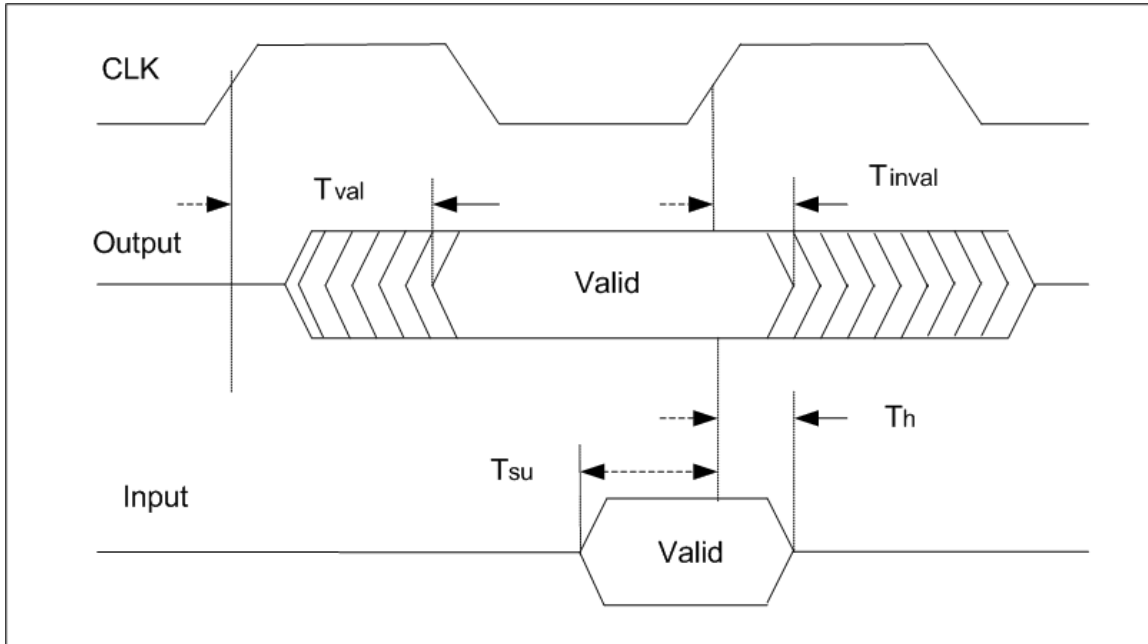 CLK
Tval
Tinval
Output
Valid
Th
Tsu
Input
Valid